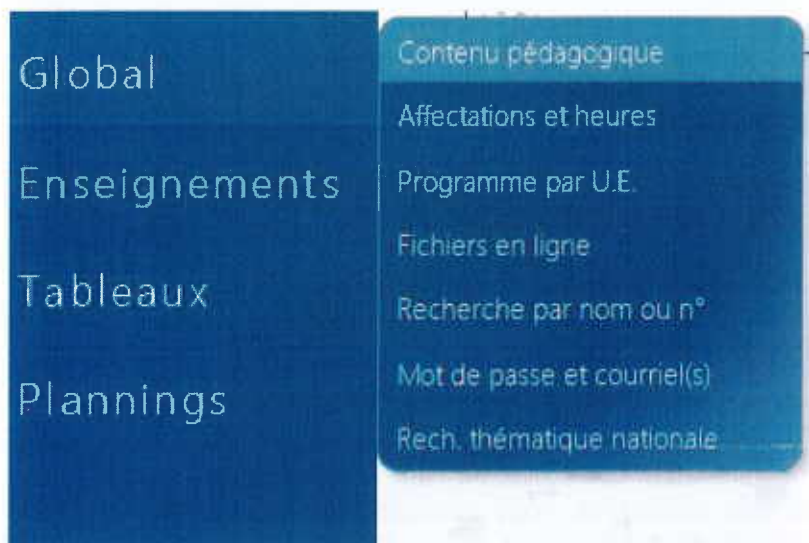 Global
Enseignements
Tableaux
Plannings
Contenu pédagogique
Affectations et heures
Programme par U.E.
Fichiers en ligne
Recherche par nom ou n°
Mot de passe et courriel(s)
Rech. thématique nationale